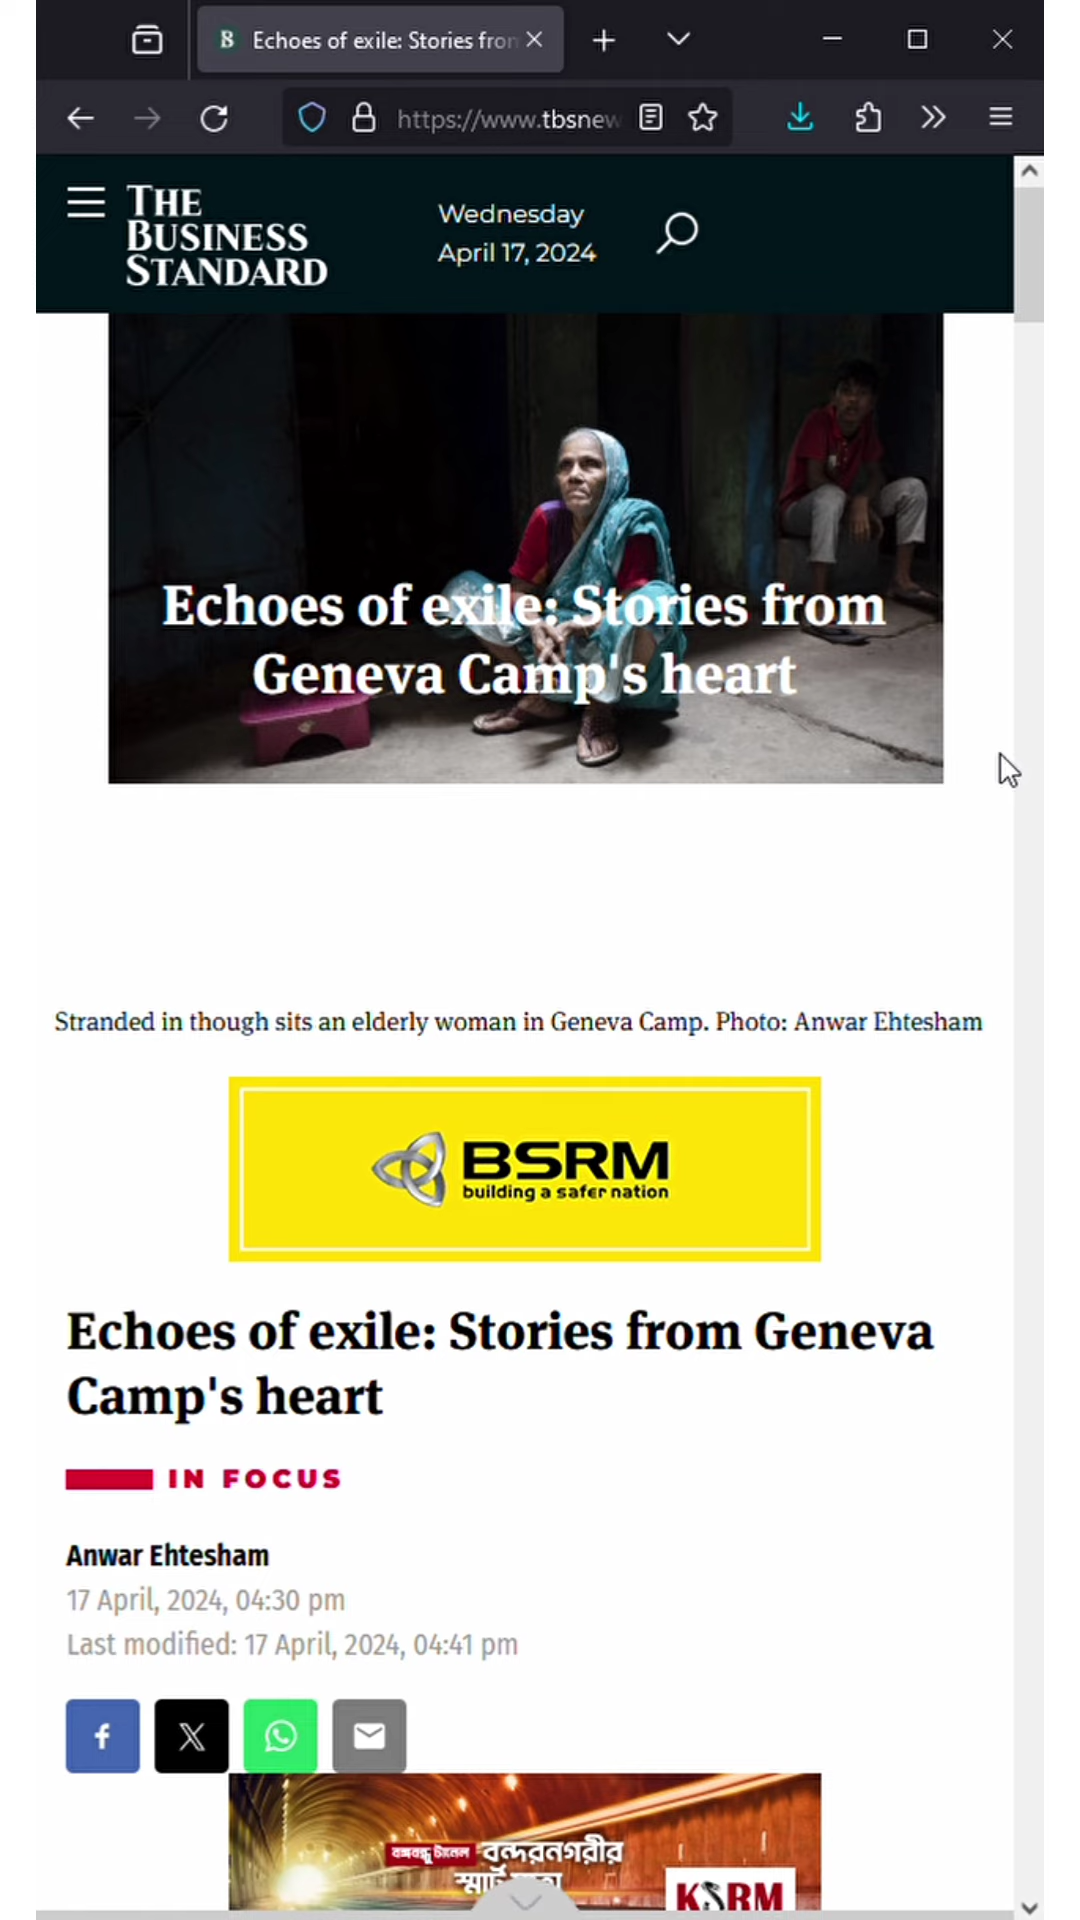 Echoes of exile: Stories fron
https://www.tbsnew
THE
BUSINESS
STANDARD
Wednesday
April 17, 2024
Echoes of exile: Stories from
Geneva Camp's heart
Stranded in though sits an elderly woman in Geneva Camp. Photo: Anwar Ehtesham
BSRM
building a safer nation
Echoes of exile: Stories from Geneva
Camp's heart
IN FOCUS
Anwar Ehtesham
17 April, 2024, 04:30 pm
Last modified: 17 April, 2024, 04:41 pm
বঙ্গবন্ধু টানেল বন্দরনগরীর
স্মার্ট
KSRM